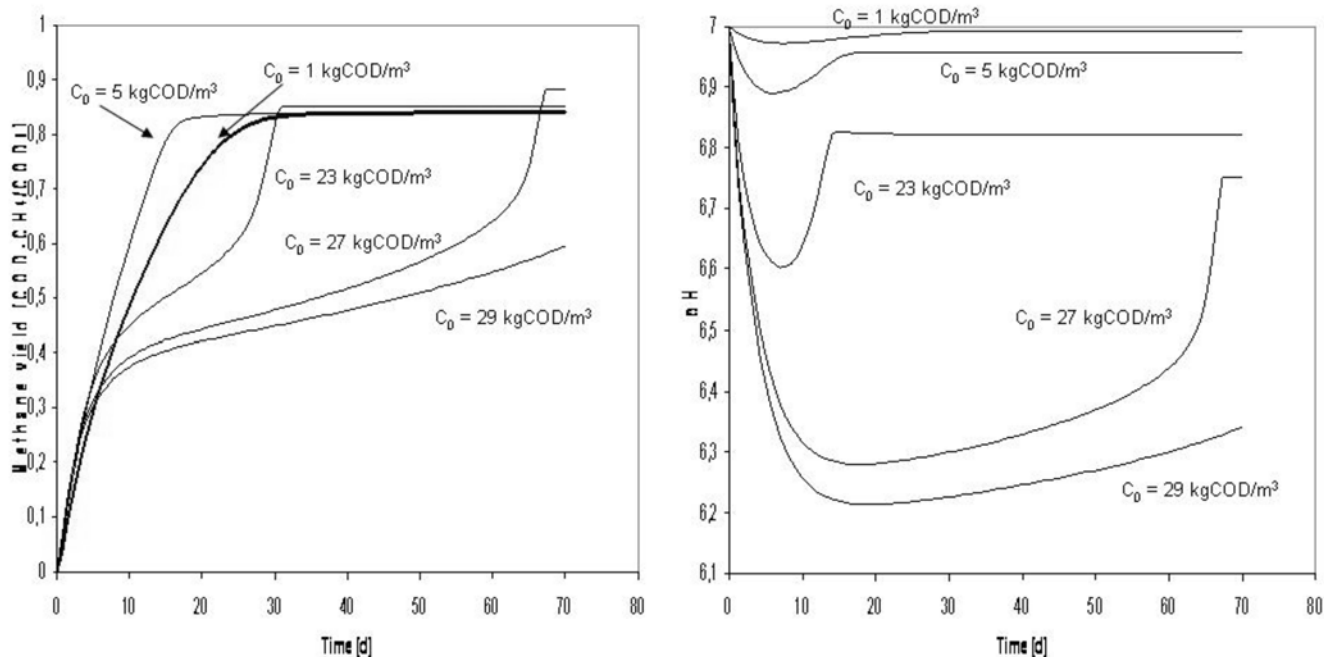 1
0,9
0,8
0,7
0,6
0,5
0,4
0,3
0,2
0,1
0
Methane yield
C₀ = 5 kgCOD/m³
C₀ = 1 kgCOD/m³
C₀ = 23 kgCOD/m³
C₀ = 27 kgCOD/m³
C₀ = 29 kgCOD/m³
0 10 20 30 40 50 60 70 80
Time [d]
7
6,9
6,8
6,7
6,6
6,5
6,4
6,3
6,2
6,1
pH
C₀ = 1 kgCOD/m³
C₀ = 5 kgCOD/m³
C₀ = 23 kgCOD/m³
C₀ = 27 kgCOD/m³
C₀ = 29 kgCOD/m³
0 10 20 30 40 50 60 70 80
Time [d]